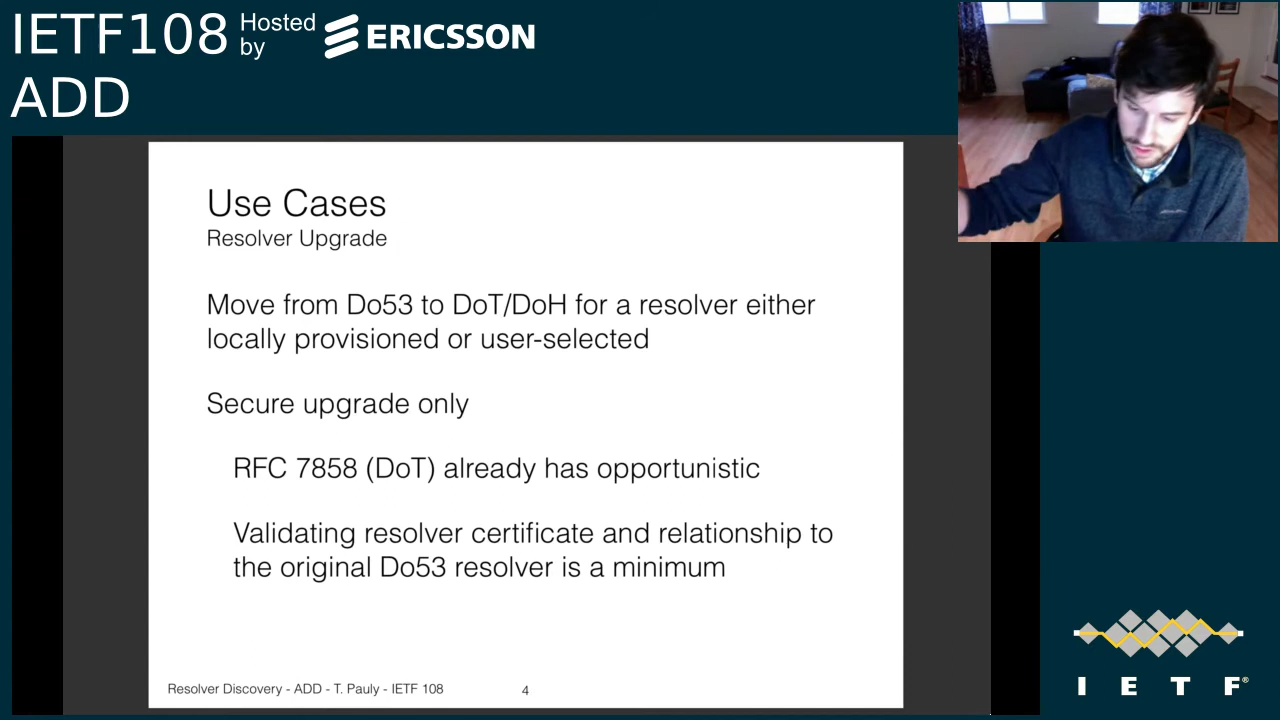 IETF108 Hosted by ERICSSON
ADD
Use Cases
Resolver Upgrade
Move from Do53 to DoT/DoH for a resolver either
locally provisioned or user-selected
Secure upgrade only
RFC 7858 (DoT) already has opportunistic
Validating resolver certificate and relationship to
the original Do53 resolver is a minimum
Resolver Discovery - ADD - T. Pauly - IETF 108
4
I E T F®